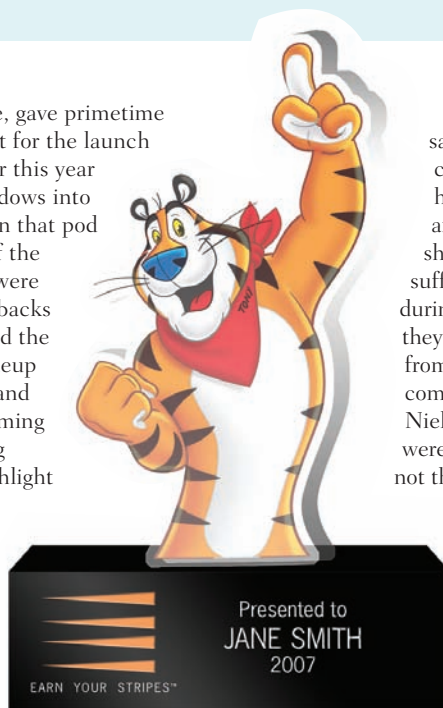 e, gave primetime
t for the launch
r this year
dows into
n that pod
f the
were
backs
d the
eup
and
ming
g
hlight
TONY
sa
c
h
a
sh
suff
durin
they
from
com
Niel
were
not th
EARN YOUR STRIPES™
Presented to
JANE SMITH
2007